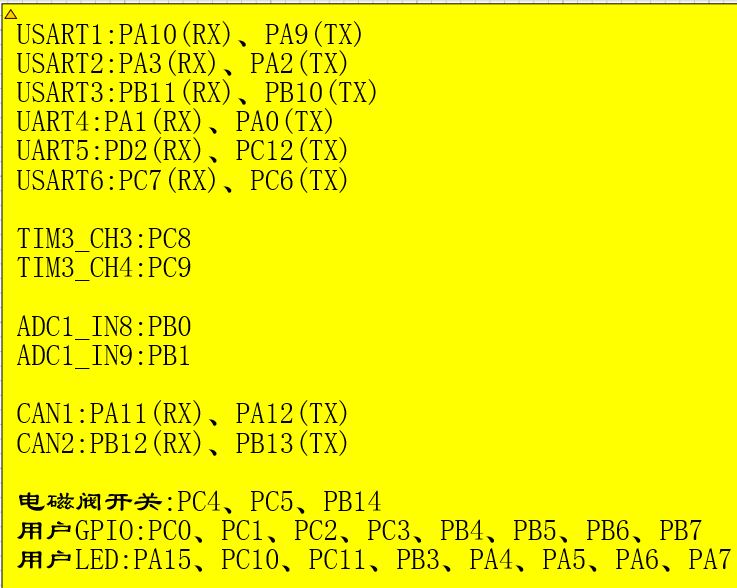 USART1:PA10(RX)、PA9(TX)
USART2:PA3(RX)、PA2(TX)
USART3:PB11(RX)、PB10(TX)
UART4:PA1(RX)、PA0(TX)
UART5:PD2(RX)、PC12(TX)
USART6:PC7(RX)、PC6(TX)
TIM3_CH3:PC8
TIM3_CH4:PC9
ADC1_IN8:PB0
ADC1_IN9:PB1
CAN1:PA11(RX)、PA12(TX)
CAN2:PB12(RX)、PB13(TX)
电磁阀开关:PC4、PC5、PB14
用户GPIO:PC0、PC1、PC2、PC3、PB4、PB5、PB6、PB7
用户LED:PA15、PC10、PC11、PB3、PA4、PA5、PA6、PA7